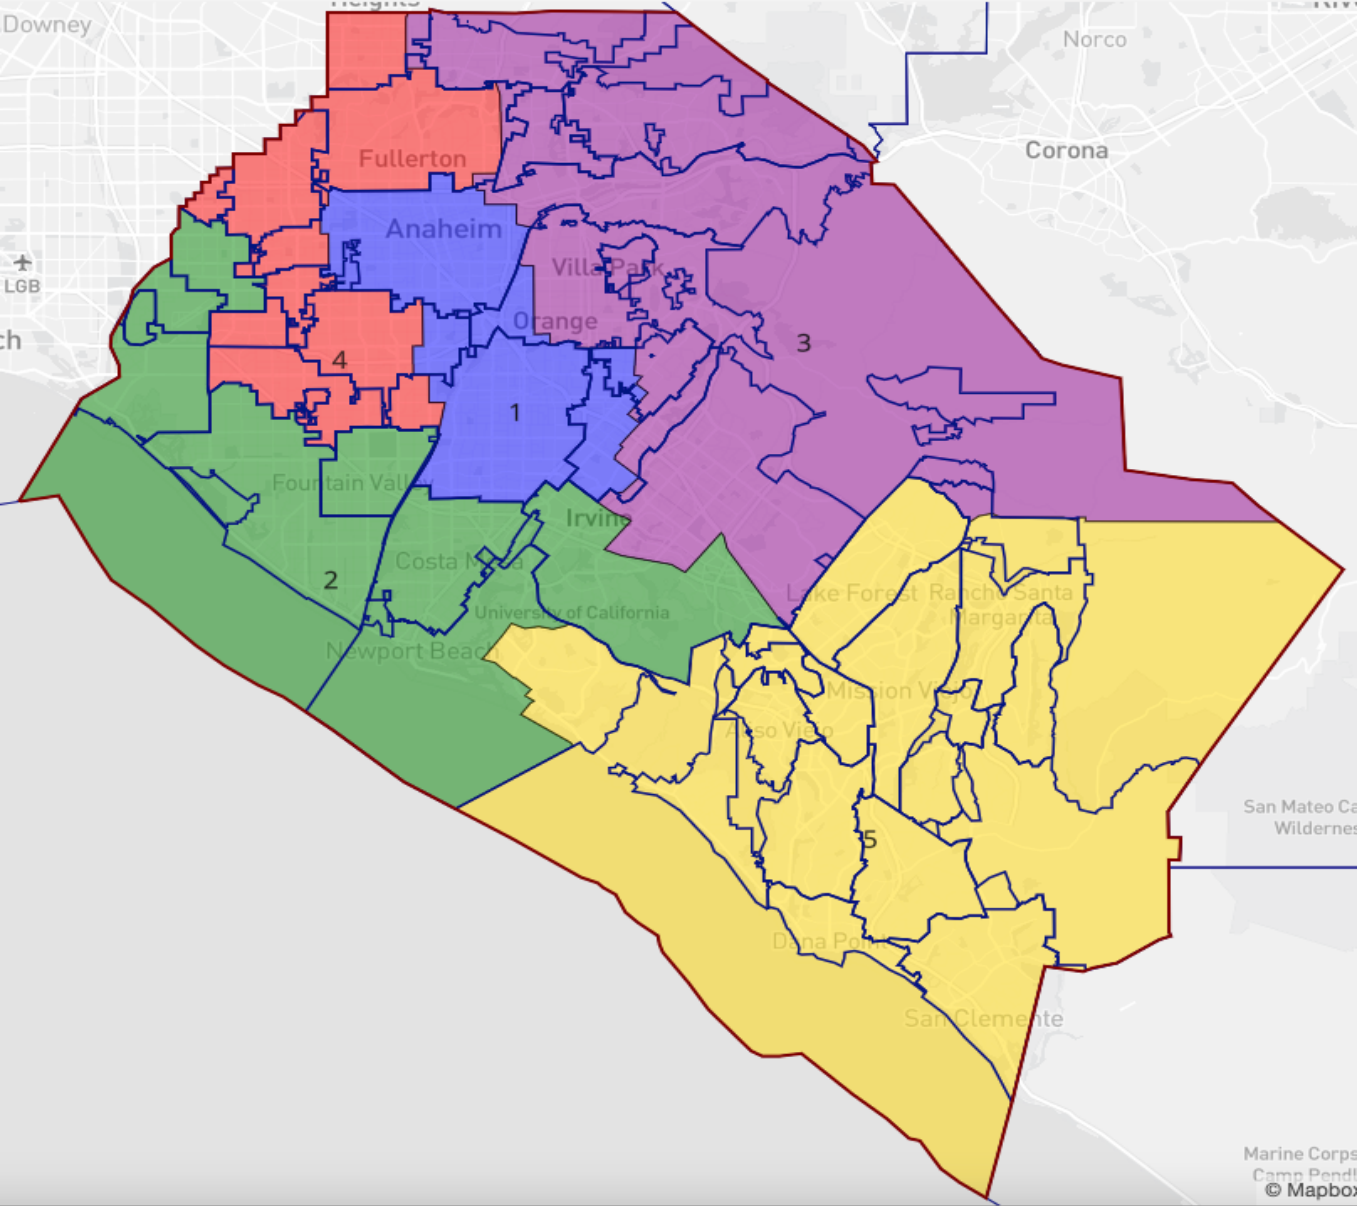 Heights
Downey
Norco
Corona
Fullerton
Anaheim
LGB
Villa Park
Orange
3
4
1
Fountain Valley
Irvine
Costa Mesa
2
Lake Forest
Rancho Santa
Margarita
University of California
Newport Beach
Mission Viejo
Aliso Viejo
San Mateo Ca
Wildernes
5
Dana Point
San Clemente
Marine Corps
Camp Pendl
© Mapbox